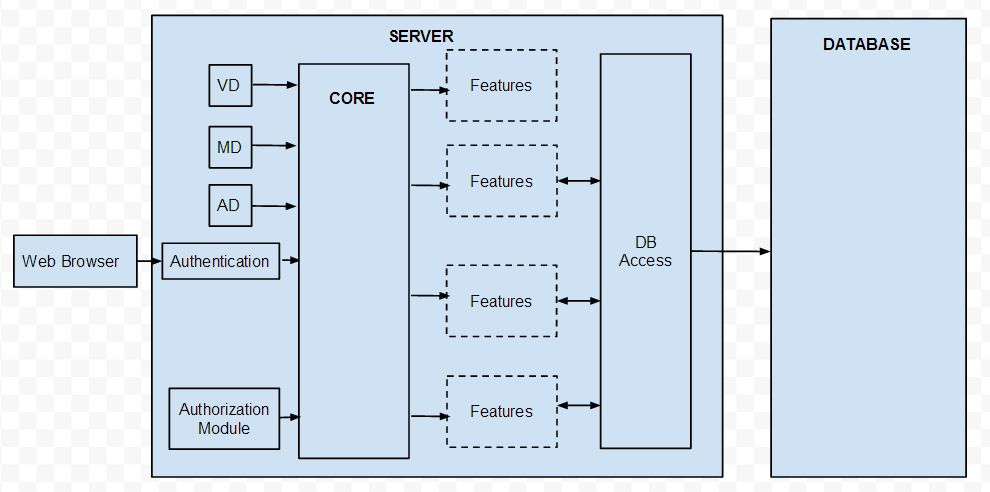 SERVER
DATABASE
VD
CORE
Features
MD
Features
AD
Web Browser
Authentication
DB
Access
Features
Authorization
Module
Features